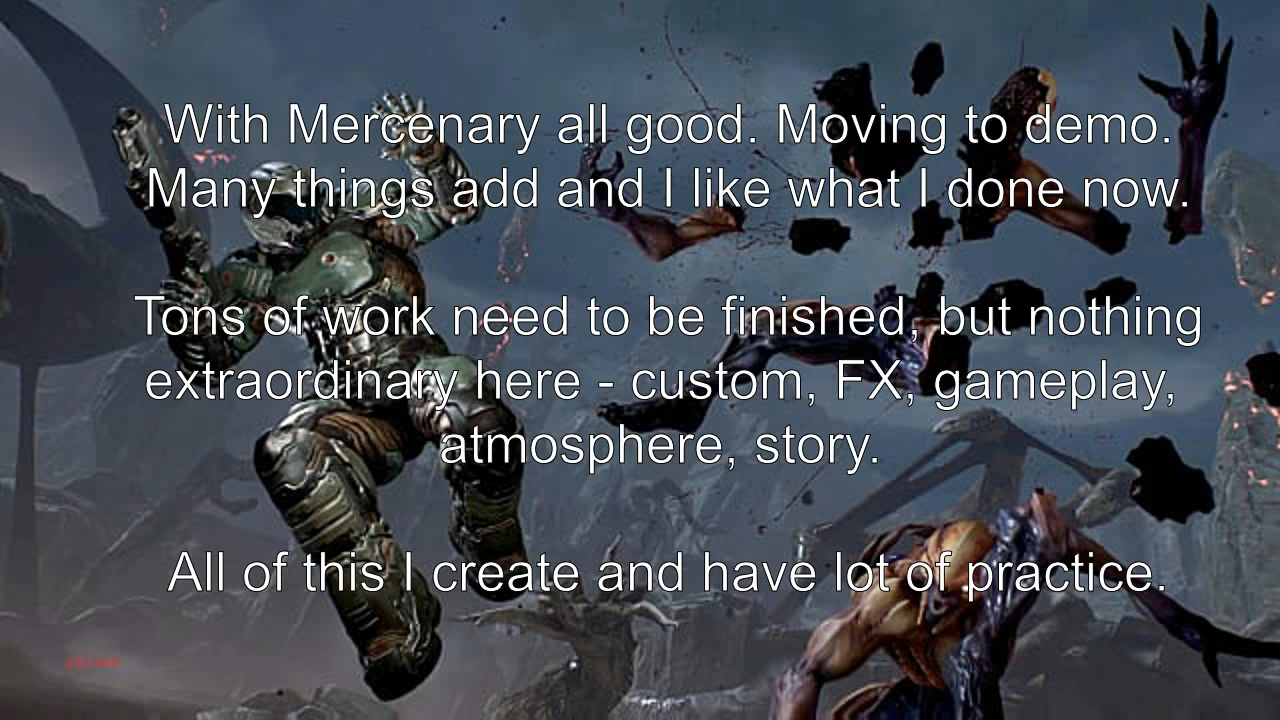 With Mercenary all good. Moving to demo.
Many things add and I like what I done now.
Tons of work need to be finished, but nothing
extraordinary here - custom, FX, gameplay,
atmosphere, story.
All of this I create and have lot of practice.